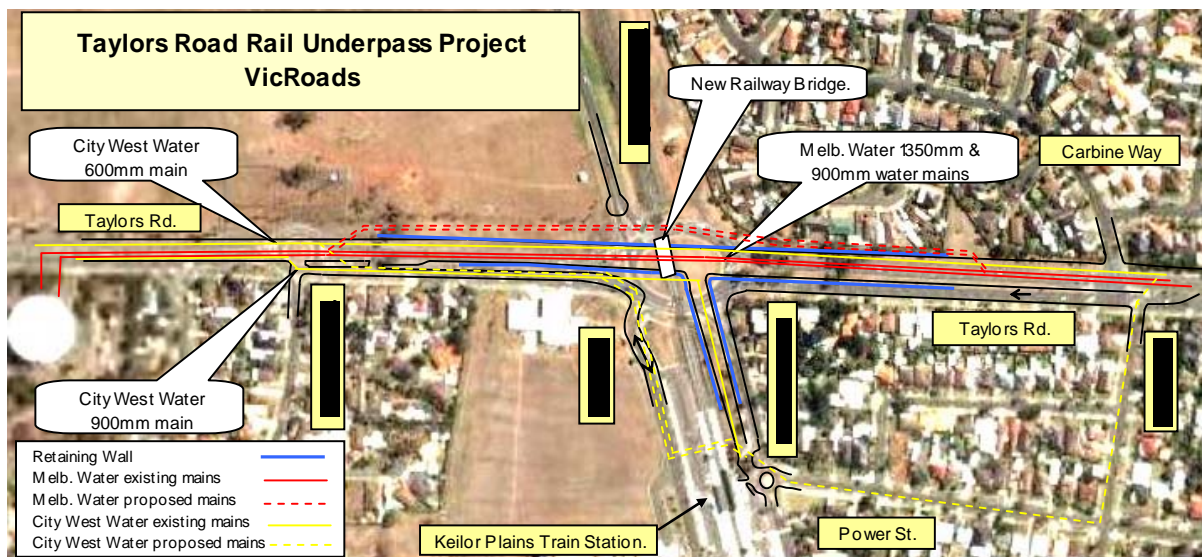 Taylors Road Rail Underpass Project
VicRoads
New Railway Bridge.
City West Water
600mm main
Melb. Water 1350mm &
900mm water mains
Carbine Way
Taylors Rd.
Taylors Rd.
City West Water
900mm main
Retaining Wall
Melb. Water existing mains
Melb. Water proposed mains
City West Water existing mains
City West Water proposed mains
Keilor Plains Train Station.
Power St.